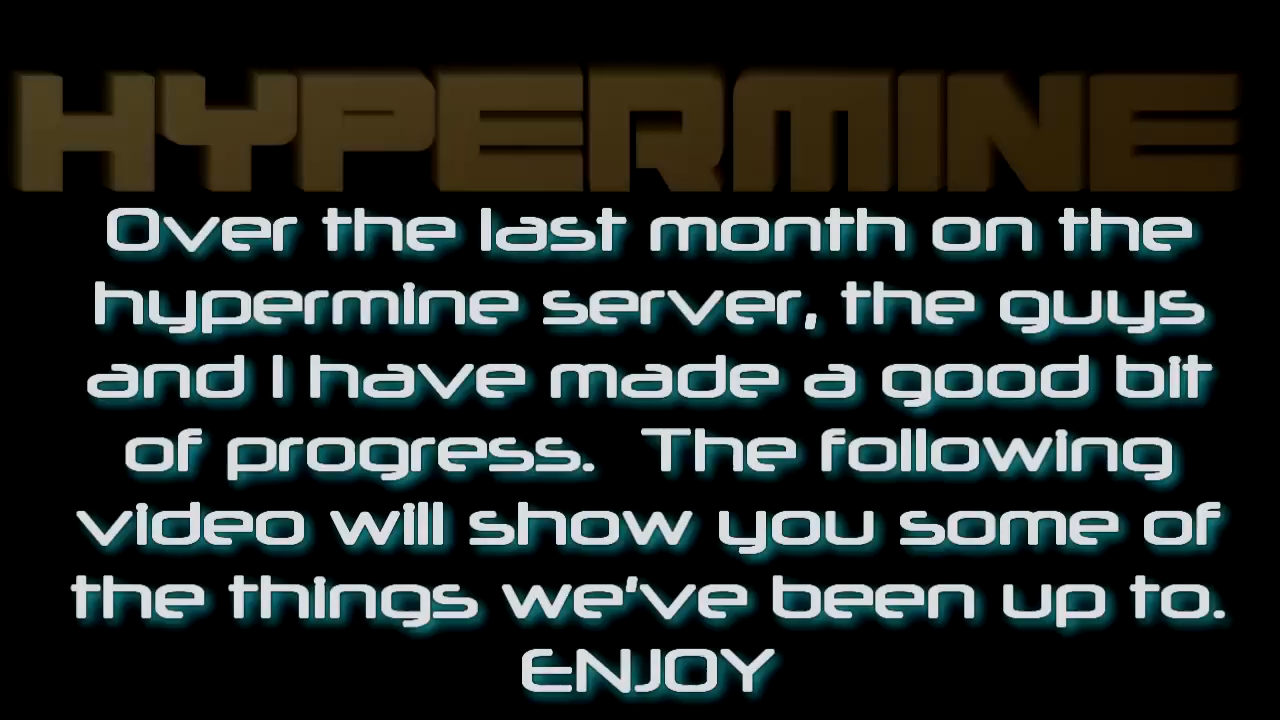 HYPERMINE
Over the last month on the
hypermine server, the guys
and I have made a good bit
of progress.  The following
video will show you some of
the things we've been up to.
ENJOY